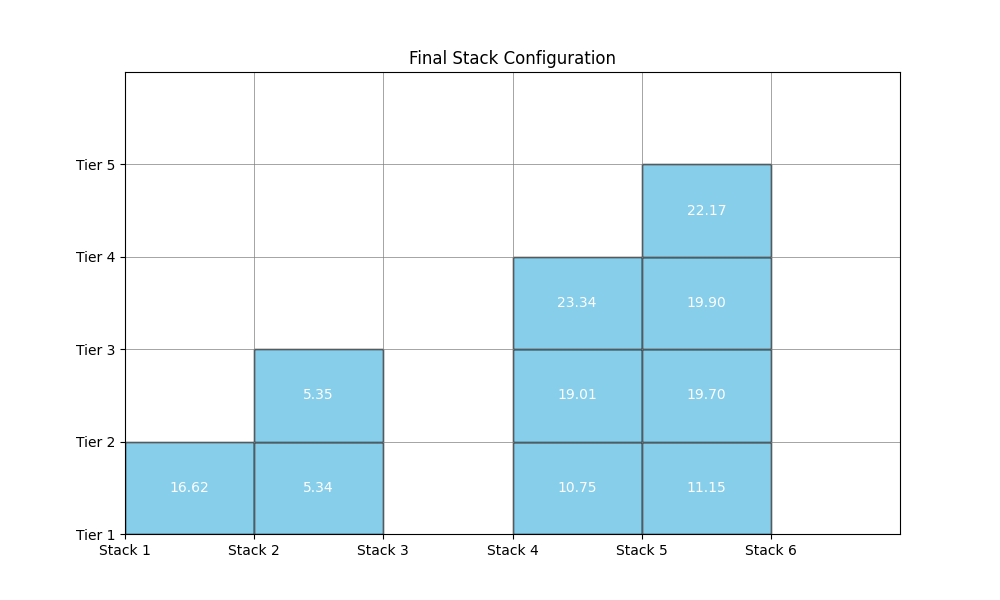 Final Stack Configuration
Tier 5
22.17
Tier 4
23.34 19.90
Tier 3
5.35 19.01 19.70
Tier 2
16.62 5.34 10.75 11.15
Tier 1
Stack 1 Stack 2 Stack 3 Stack 4 Stack 5 Stack 6